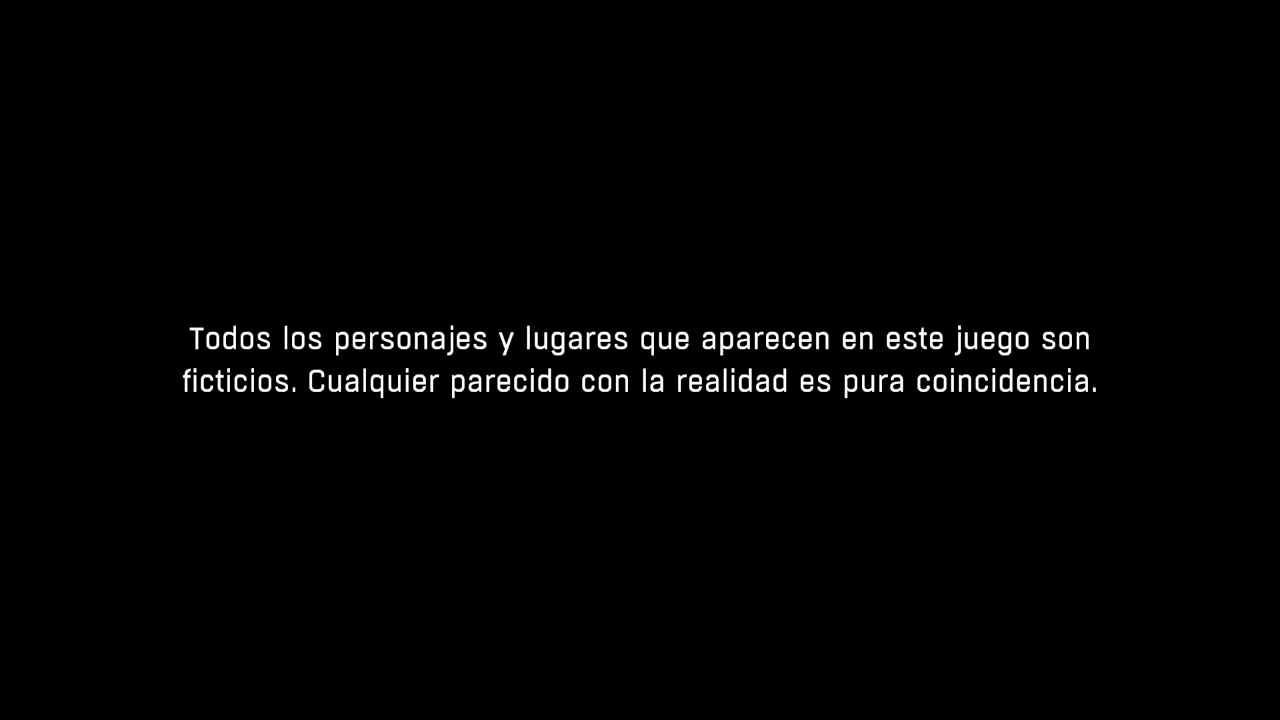 Todos los personajes y lugares que aparecen en este juego son
ficticios. Cualquier parecido con la realidad es pura coincidencia.